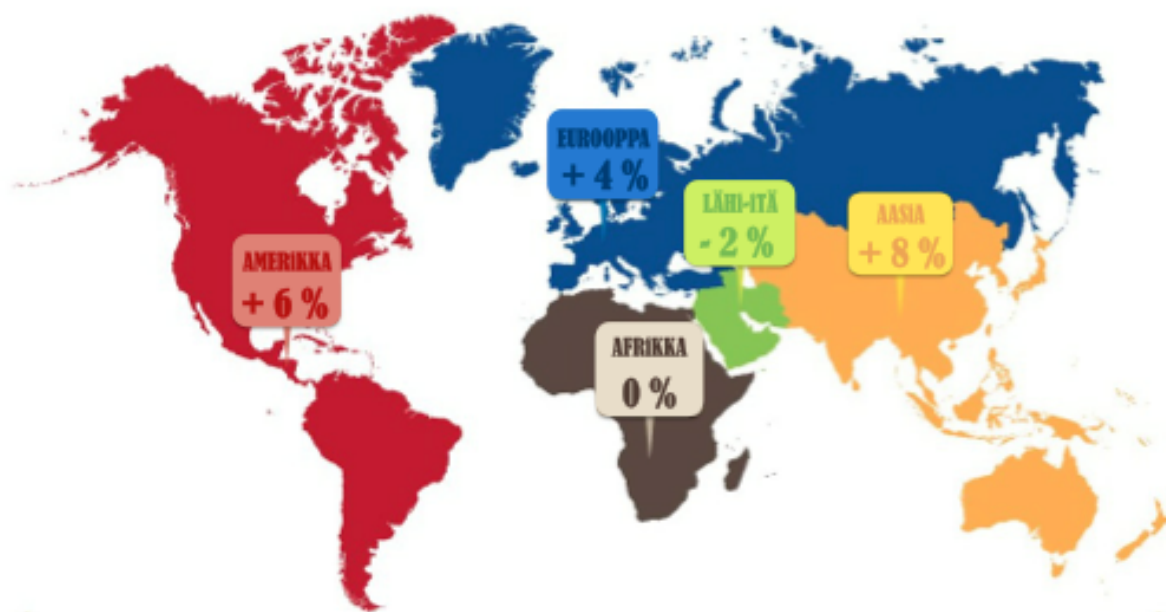 EUROOPPA
+ 4 %
LÄHI-ITÄ
- 2 %
AASIA
+ 8 %
AMERIKKA
+ 6 %
AFRIKKA
0 %